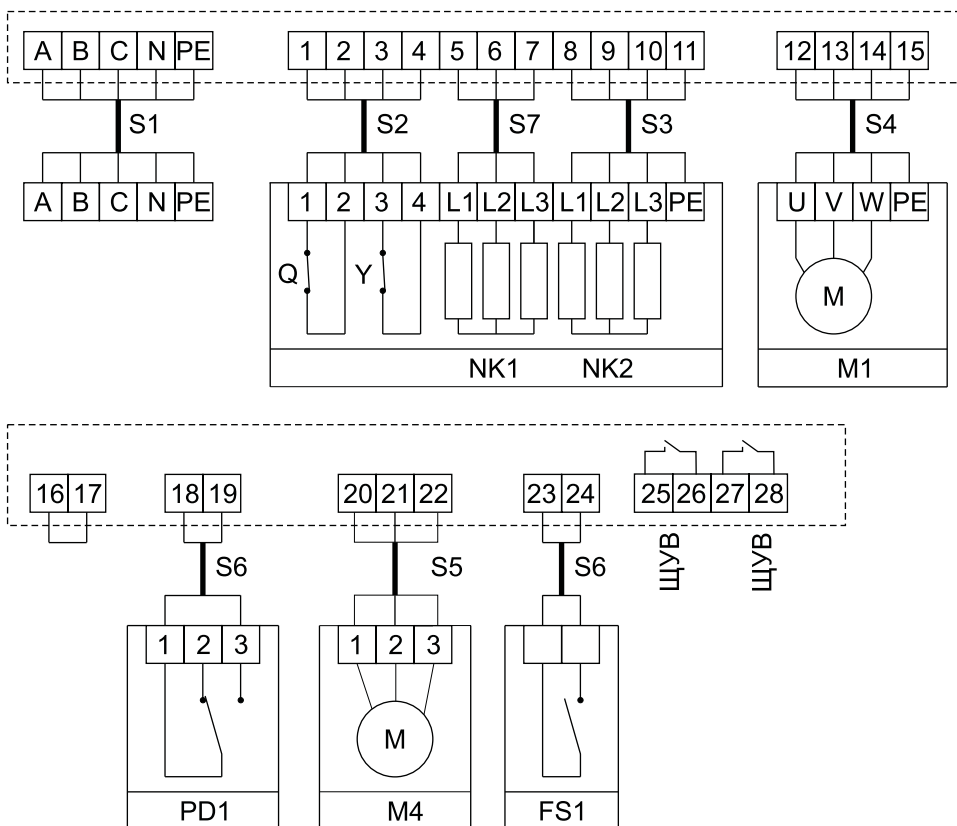 A B C N PE
1 2 3 4 5 6 7 8 9 10 11
12 13 14 15
S1
S2
S7
S3
S4
A B C N PE
1 2 3 4 L1 L2 L3 L1 L2 L3 PE
U V W PE
Q
Y
M
NK1
NK2
M1
16 17
18 19
20 21 22
23 24
25 26 27 28
S6
S5
S6
ЩУВ
ЩУВ
1 2 3
1 2 3
M
PD1
M4
FS1